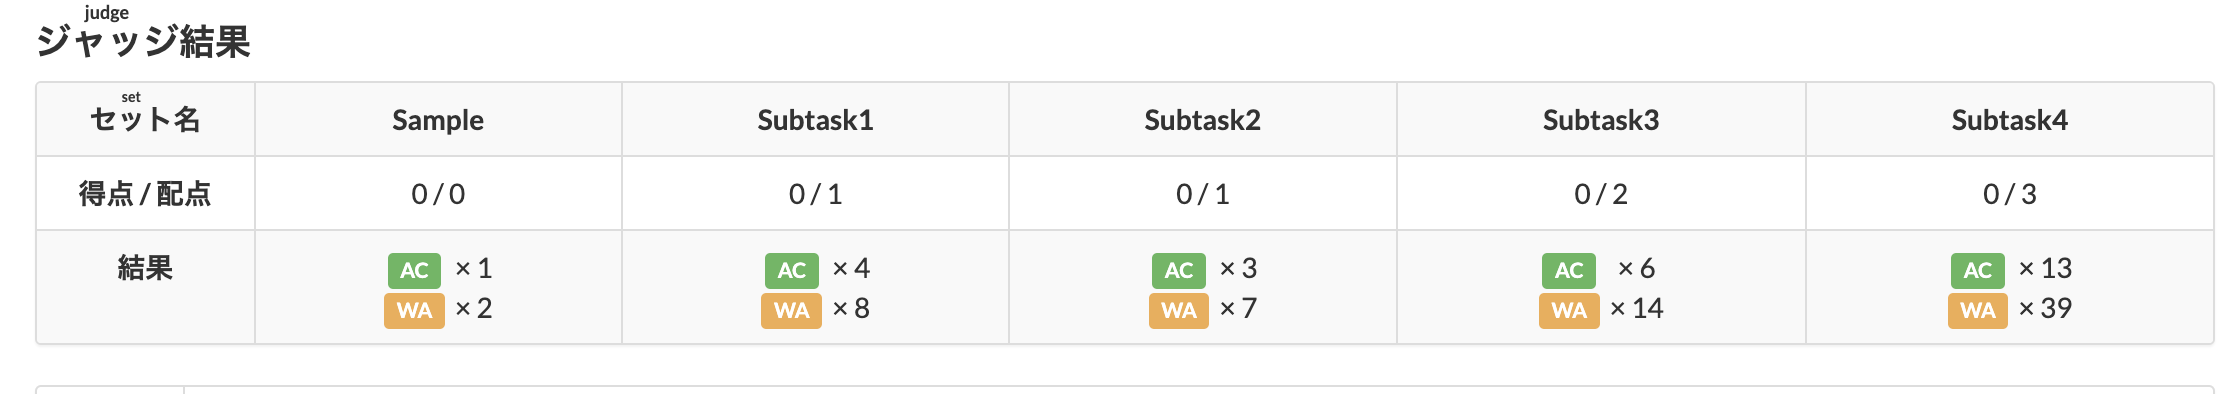 judge
ジャッジ結果
set
セット名 Sample Subtask1 Subtask2 Subtask3 Subtask4
得点 / 配点 0 / 0 0 / 1 0 / 1 0 / 2 0 / 3
結果 AC × 1 AC × 4 AC × 3 AC × 6 AC × 13
WA × 2 WA × 8 WA × 7 WA × 14 WA × 39